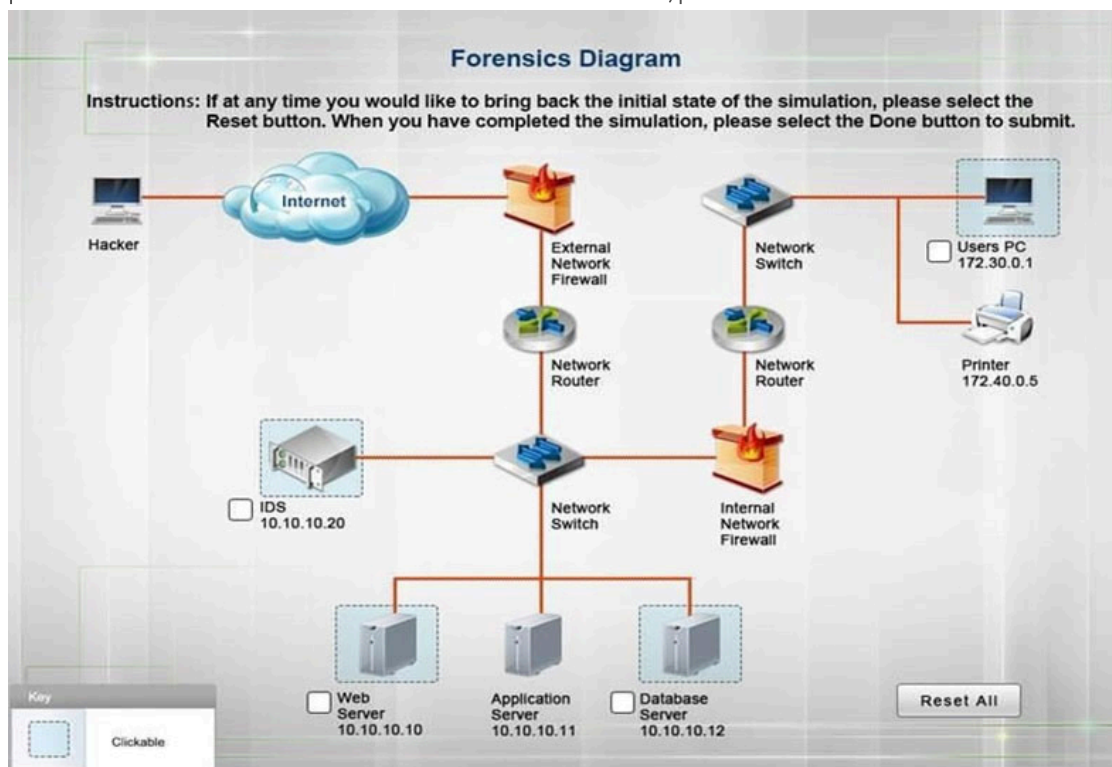 Forensics Diagram
Instructions: If at any time you would like to bring back the initial state of the simulation, please select the
Reset button. When you have completed the simulation, please select the Done button to submit.
Internet
Hacker
External
Network
Firewall
Network
Switch
Users PC
172.30.0.1
Network
Router
Network
Router
Printer
172.40.0.5
IDS
10.10.10.20
Network
Switch
Internal
Network
Firewall
Web
Server
10.10.10.10
Application
Server
10.10.10.11
Database
Server
10.10.10.12
Reset All
Key
Clickable